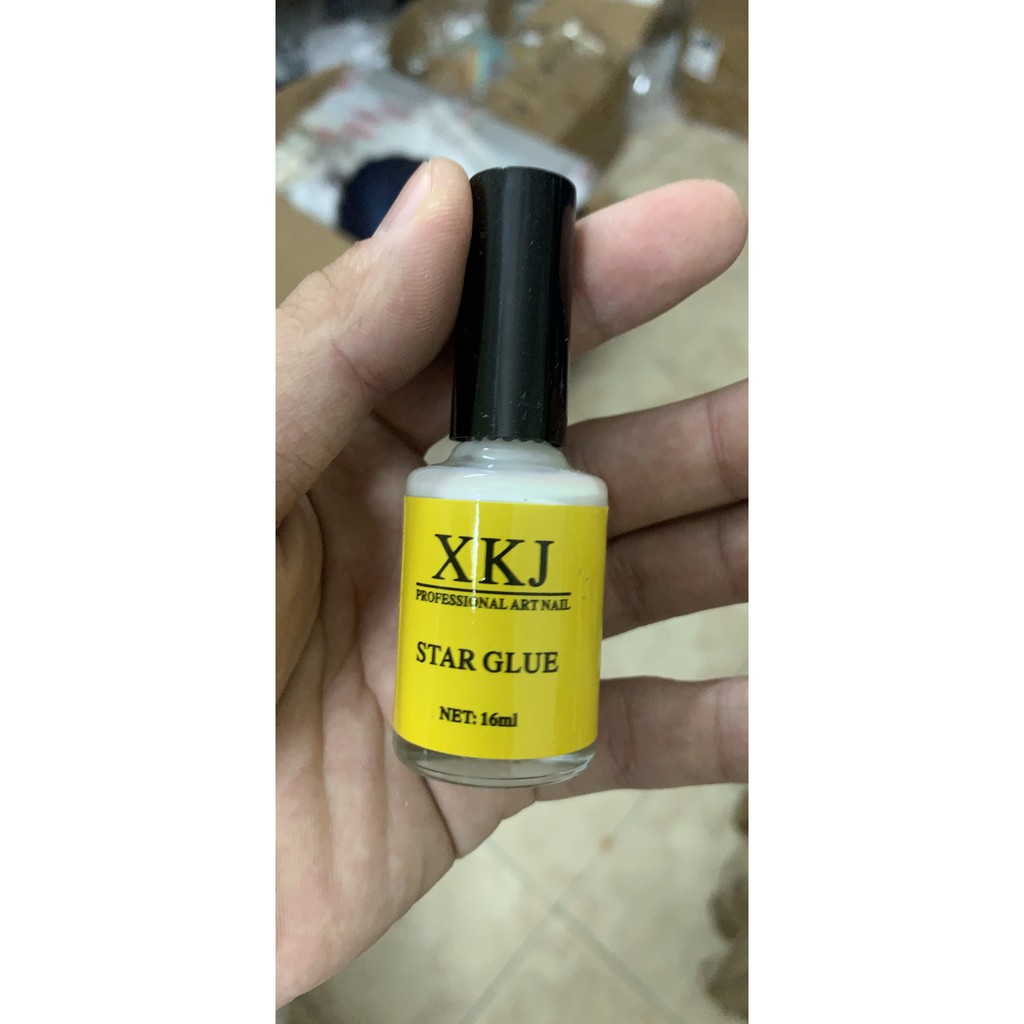 XKJ
PROFESSIONAL ART NAIL
STAR GLUE
NET: 16ml